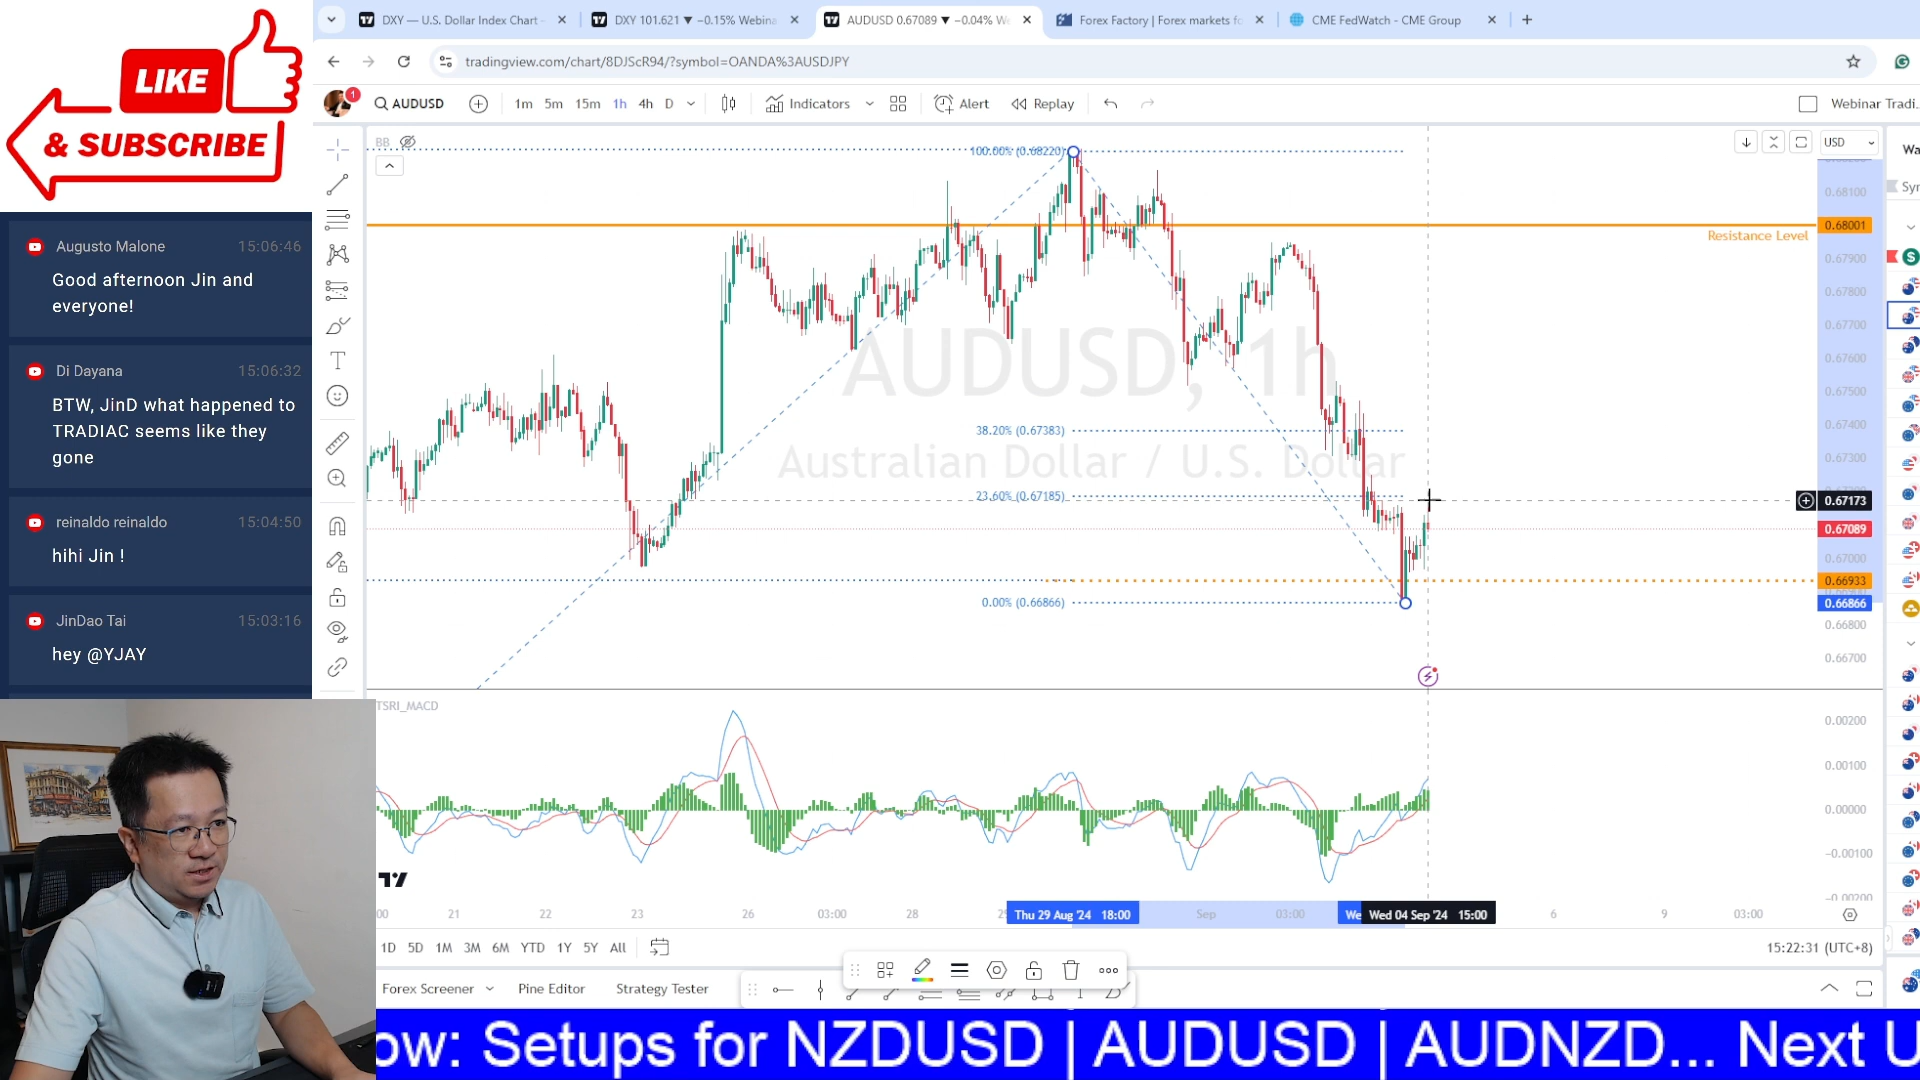 DXY — U.S. Dollar Index Chart -
DXY 101.621 ▼ −0.15% Webina
AUDUSD 0.67089 ▼ −0.04% We
Forex Factory | Forex markets fo
CME FedWatch - CME Group
tradingview.com/chart/8DJScR94/?symbol=OANDA%3AUSDJPY
LIKE
& SUBSCRIBE
1
AUDUSD
1m
5m
15m
1h
4h
D
Indicators
Alert
Replay
Webinar Tradi..
BB
USD
Wa
Syn
Augusto Malone
15:06:46
Good afternoon Jin and
everyone!
Di Dayana
15:06:32
BTW, JinD what happened to
TRADIAC seems like they
gone
reinaldo reinaldo
15:04:50
hihi Jin !
JinDao Tai
15:03:16
hey @YJAY
AUDUSD, 1h
Australian Dollar / U.S. Dollar
100.00% (0.68220)
38.20% (0.67383)
23.60% (0.67185)
0.00% (0.66866)
Resistance Level
0.68100
0.68001
0.67900
0.67800
0.67700
0.67600
0.67500
0.67400
0.67300
0.67173
0.67089
0.67000
0.66933
0.66866
0.66800
0.66700
TSRI_MACD
0.00200
0.00100
0.00000
−0.00100
−0.00200
21
22
23
26
03:00
28
Thu 29 Aug '24 18:00
Sep
03:00
We
Wed 04 Sep '24 15:00
6
9
03:00
1D
5D
1M
3M
6M
YTD
1Y
5Y
All
15:22:31 (UTC+8)
Forex Screener
Pine Editor
Strategy Tester
ow: Setups for NZDUSD | AUDUSD | AUDNZD... Next U